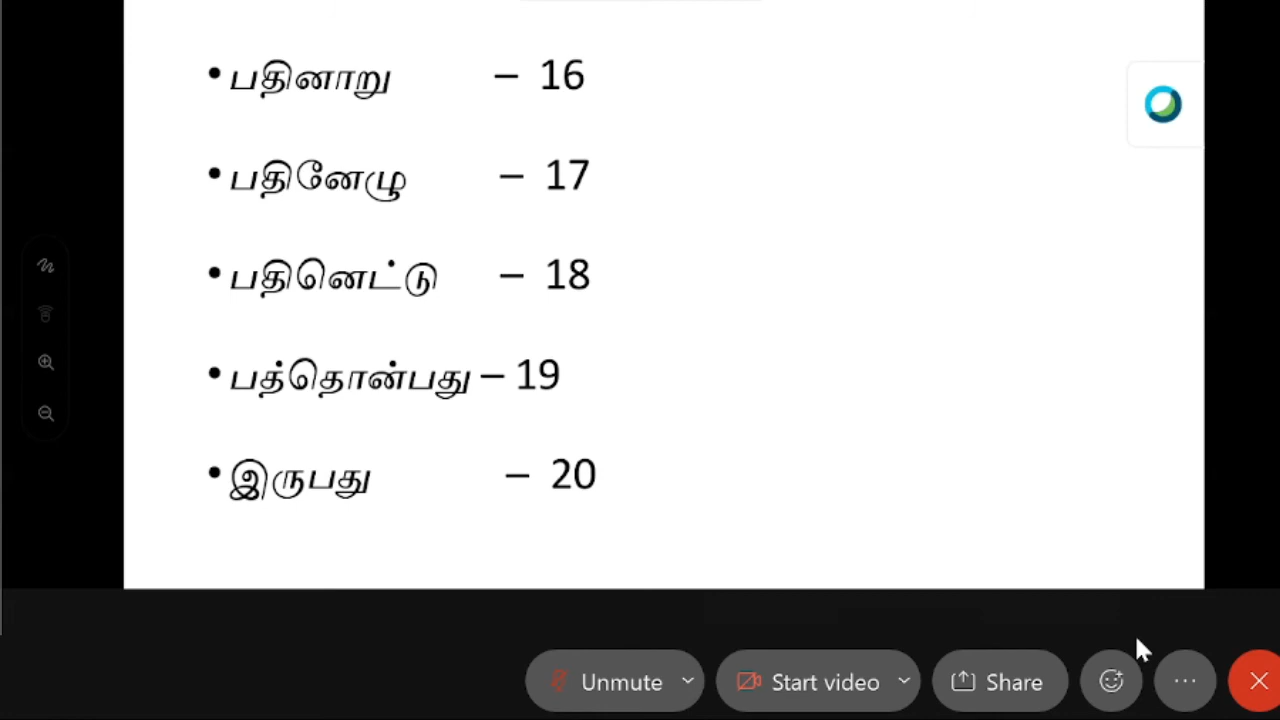 • பதினாறு – 16
• பதினேழு – 17
• பதினெட்டு – 18
• பத்தொன்பது – 19
• இருபது – 20
Unmute Start video Share